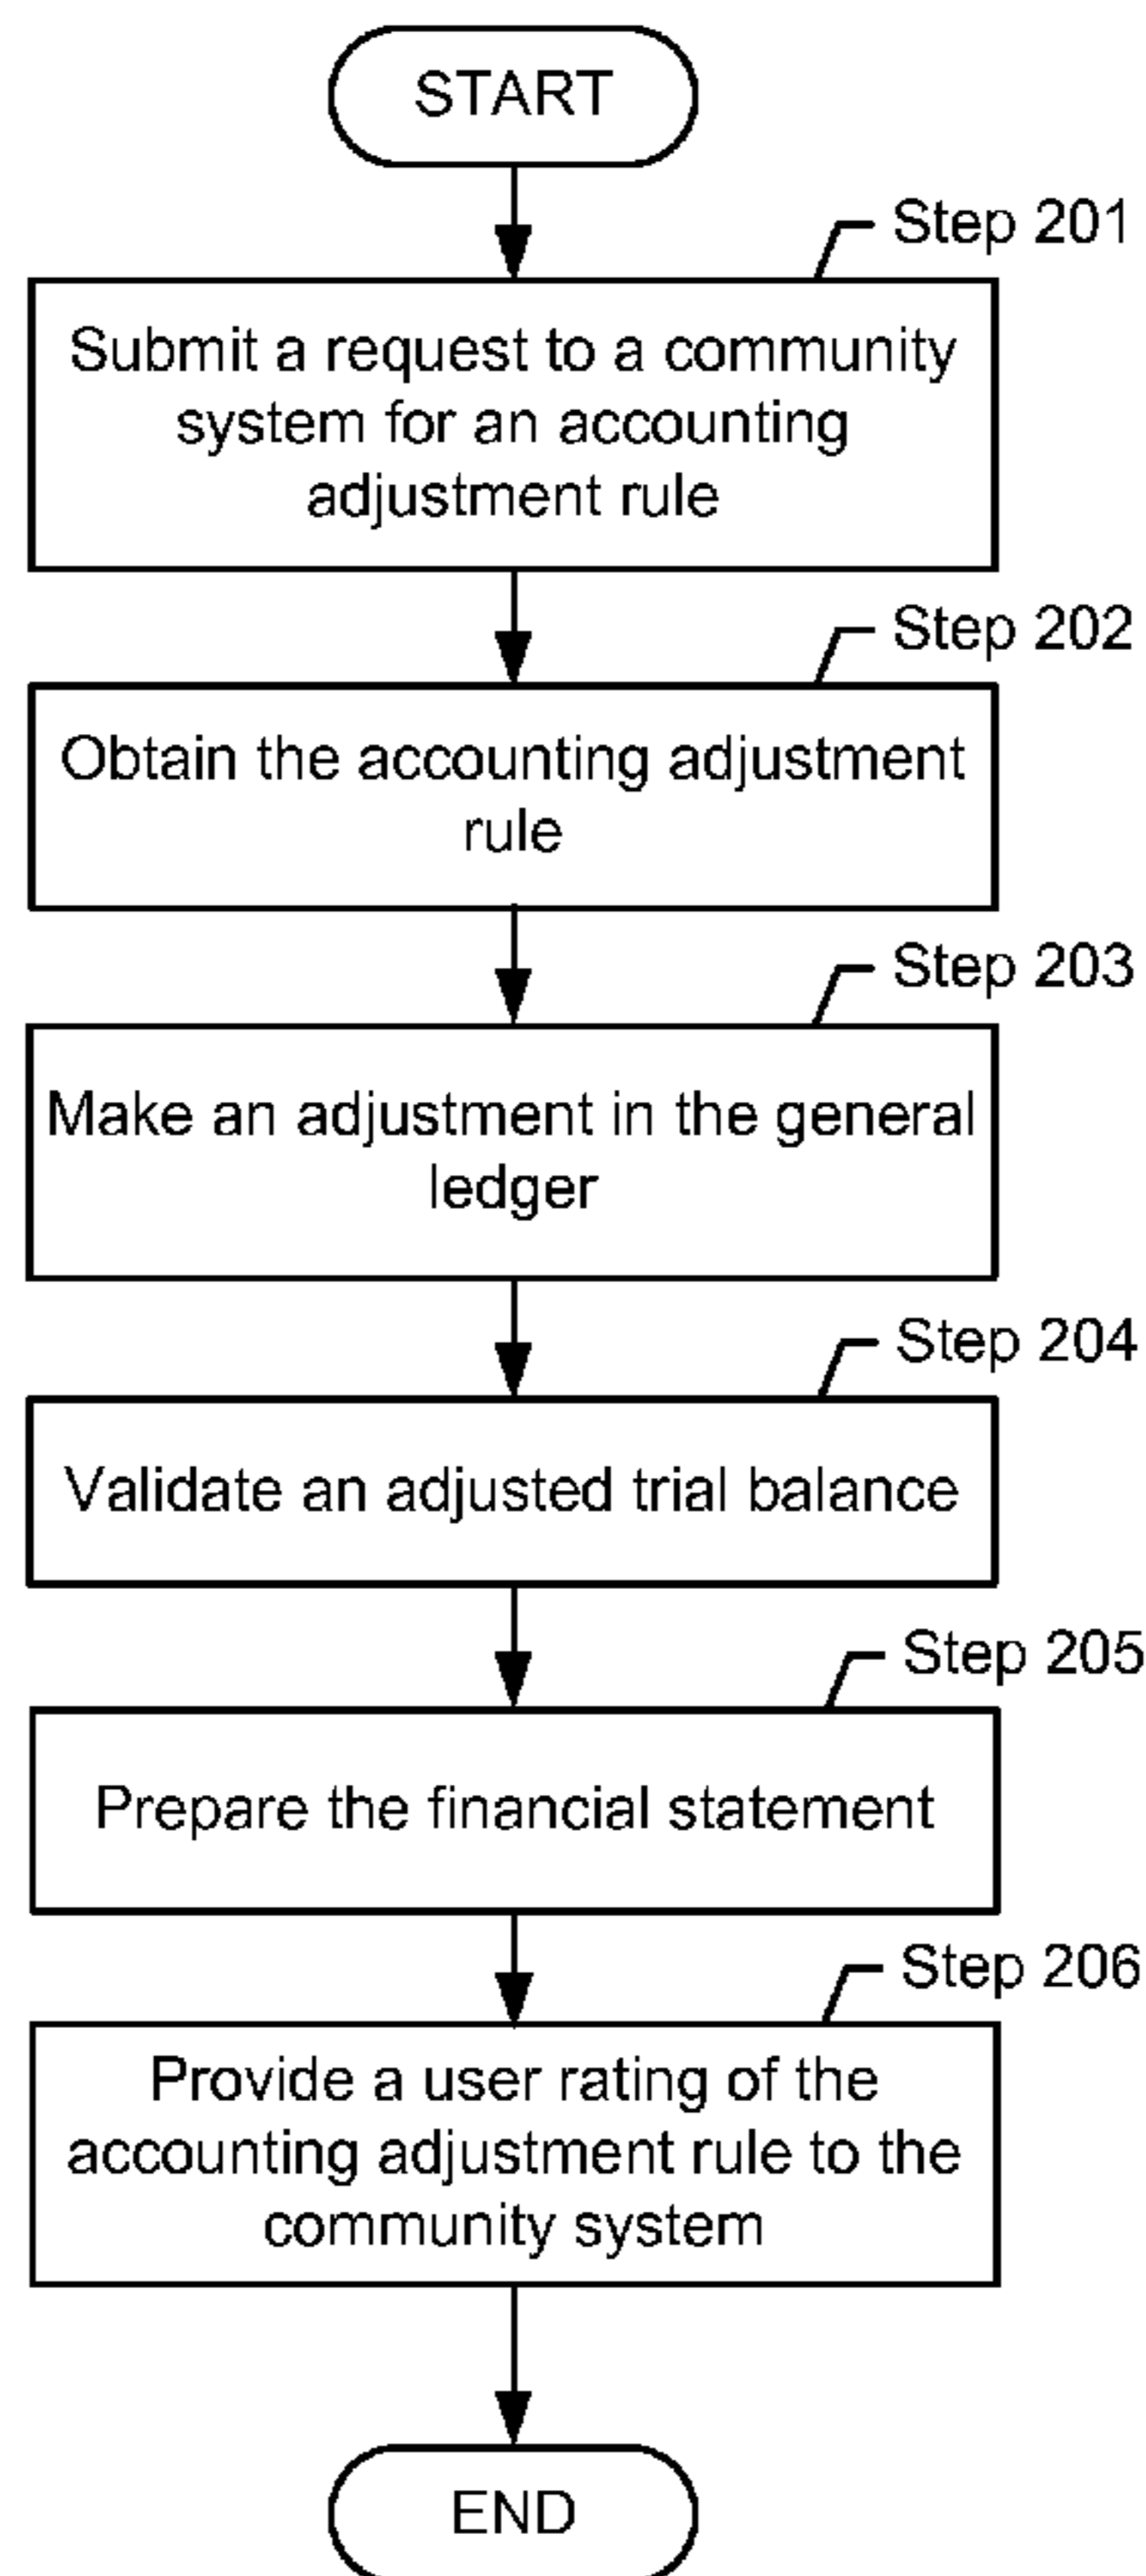 START
Step 201
Submit a request to a community
system for an accounting
adjustment rule
Step 202
Obtain the accounting adjustment
rule
Step 203
Make an adjustment in the general
ledger
Step 204
Validate an adjusted trial balance
Step 205
Prepare the financial statement
Step 206
Provide a user rating of the
accounting adjustment rule to the
community system
END